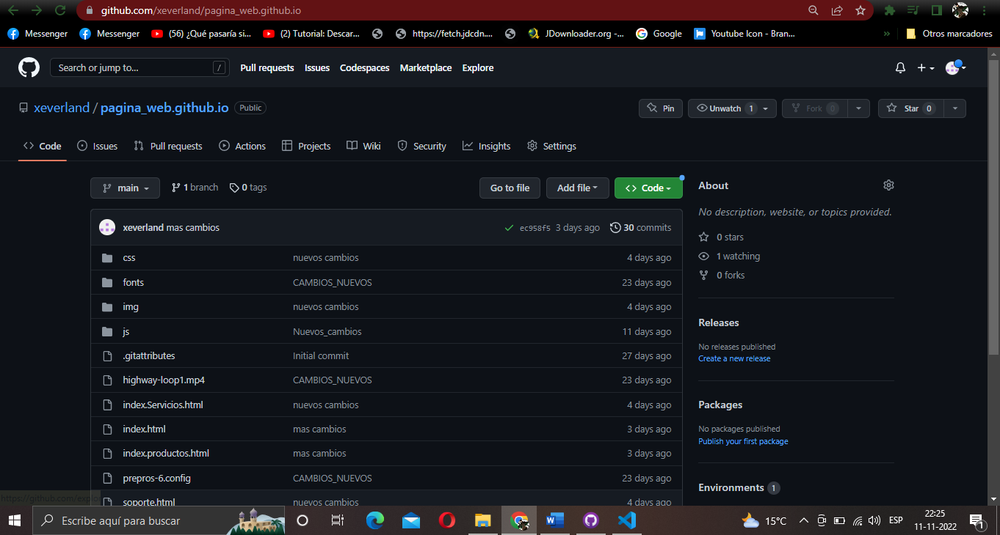 github.com/xeverland/pagina_web.github.io
Messenger Messenger (56) ¿Qué pasaría si... (2) Tutorial: Descar... https://fetch.jdcdn.... JDownloader.org -... Google Youtube Icon - Bran... » Otros marcadores
Search or jump to... / Pull requests Issues Codespaces Marketplace Explore
xeverland / pagina_web.github.io Public Pin Unwatch 1 Fork 0 Star 0
Code Issues Pull requests Actions Projects Wiki Security Insights Settings
main 1 branch 0 tags Go to file Add file Code About
No description, website, or topics provided.
xeverland mas cambios ec958f5 3 days ago 30 commits
0 stars
1 watching
0 forks
css nuevos cambios 4 days ago
fonts CAMBIOS_NUEVOS 23 days ago
img nuevos cambios 4 days ago
js Nuevos_cambios 11 days ago
.gitattributes Initial commit 27 days ago
highway-loop1.mp4 CAMBIOS_NUEVOS 23 days ago
index.Servicios.html nuevos cambios 4 days ago
index.html mas cambios 3 days ago
index.productos.html mas cambios 3 days ago
prepros-6.config CAMBIOS_NUEVOS 23 days ago
soporte.html nuevos cambios 4 days ago
Releases
No releases published
Create a new release
Packages
No packages published
Publish your first package
Environments 1
https://github.com/explor
Escribe aquí para buscar 15°C ESP 22:25
11-11-2022
1